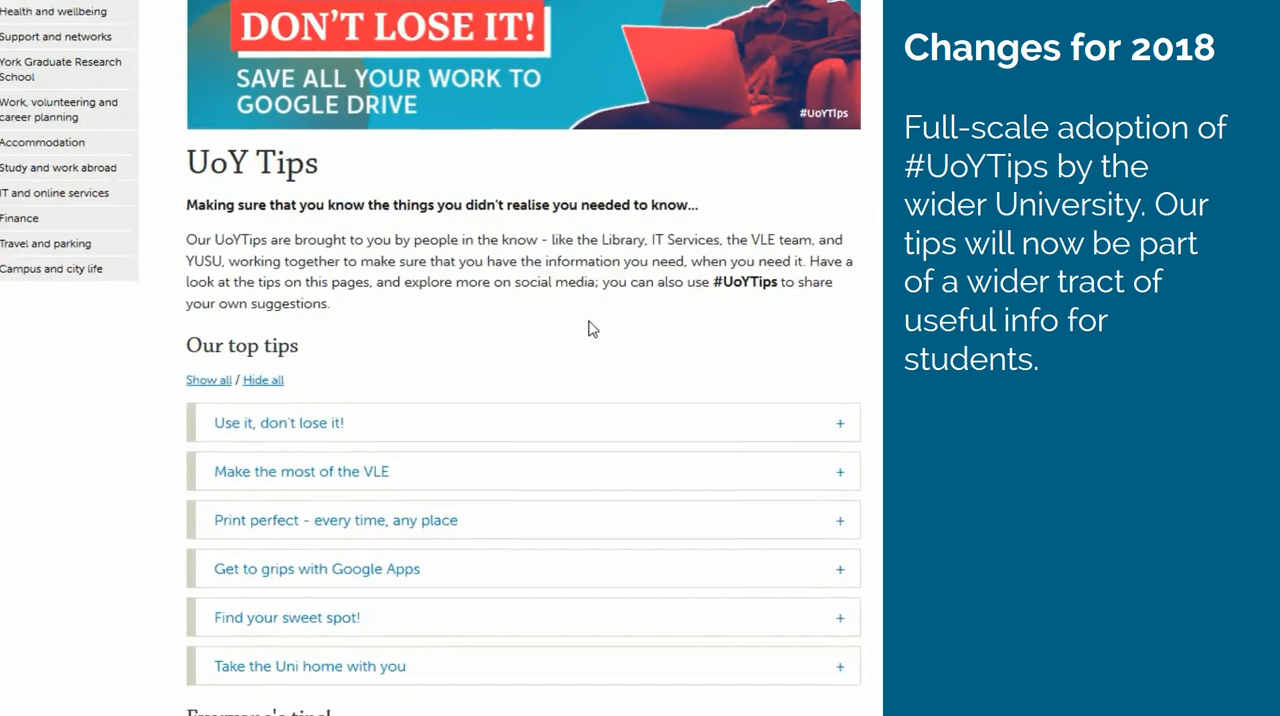 Health and wellbeing
Support and networks
York Graduate Research
School
Work, volunteering and
career planning
Accommodation
Study and work abroad
IT and online services
Finance
Travel and parking
Campus and city life
DON'T LOSE IT!
SAVE ALL YOUR WORK TO
GOOGLE DRIVE
#UoYTips
UoY Tips
Making sure that you know the things you didn't realise you needed to know...
Our UoYTips are brought to you by people in the know - like the Library, IT Services, the VLE team, and
YUSU, working together to make sure that you have the information you need, when you need it. Have a
look at the tips on this pages, and explore more on social media; you can also use #UoYTips to share
your own suggestions.
Our top tips
Show all / Hide all
Use it, don't lose it! +
Make the most of the VLE +
Print perfect - every time, any place +
Get to grips with Google Apps +
Find your sweet spot! +
Take the Uni home with you +
Everyone's tips!
Changes for 2018
Full-scale adoption of
#UoYTips by the
wider University. Our
tips will now be part
of a wider tract of
useful info for
students.